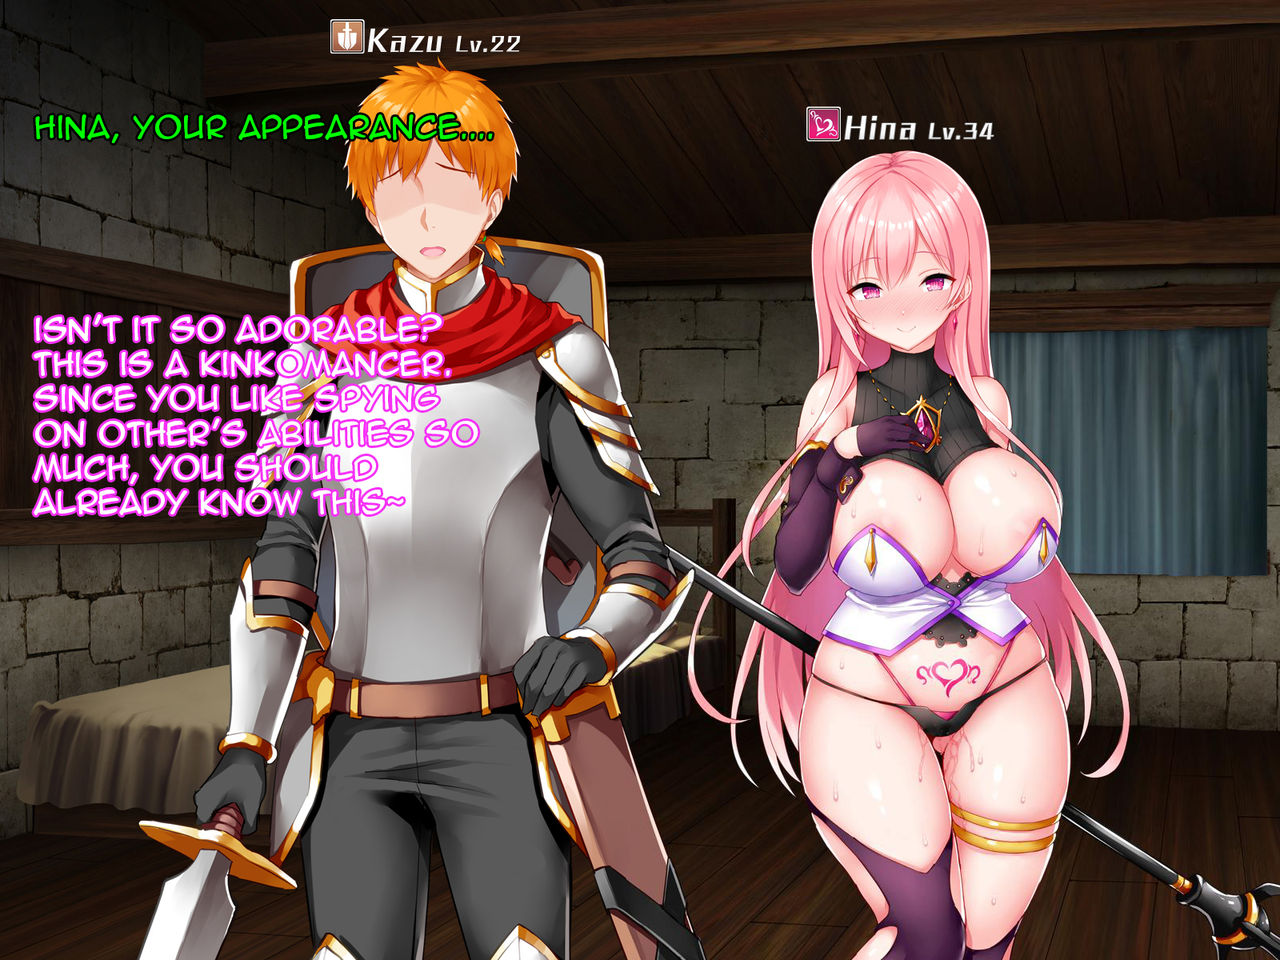 Kazu Lv.22
HINA, YOUR APPEARANCE....
Hina Lv.34
ISN'T IT SO ADORABLE?
THIS IS A KINKOMANCER,
SINCE YOU LIKE SPYING
ON OTHER'S ABILITIES SO
MUCH, YOU SHOULD
ALREADY KNOW THIS~